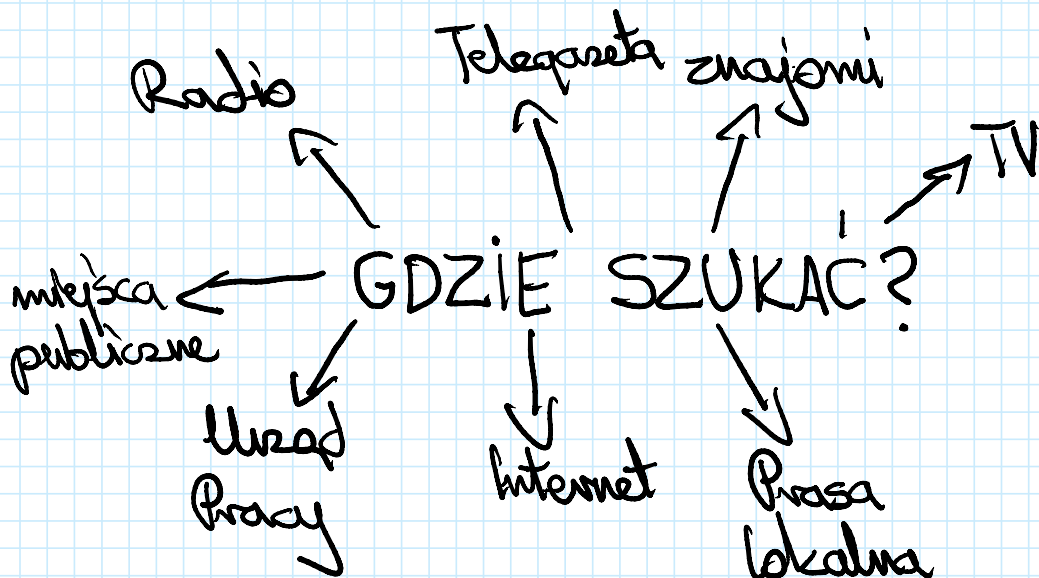 Radio
Telegazeta
znajomi
TV
GDZIE SZUKAĆ?
miejsca
publiczne
Urząd
Pracy
Internet
Prasa
lokalna